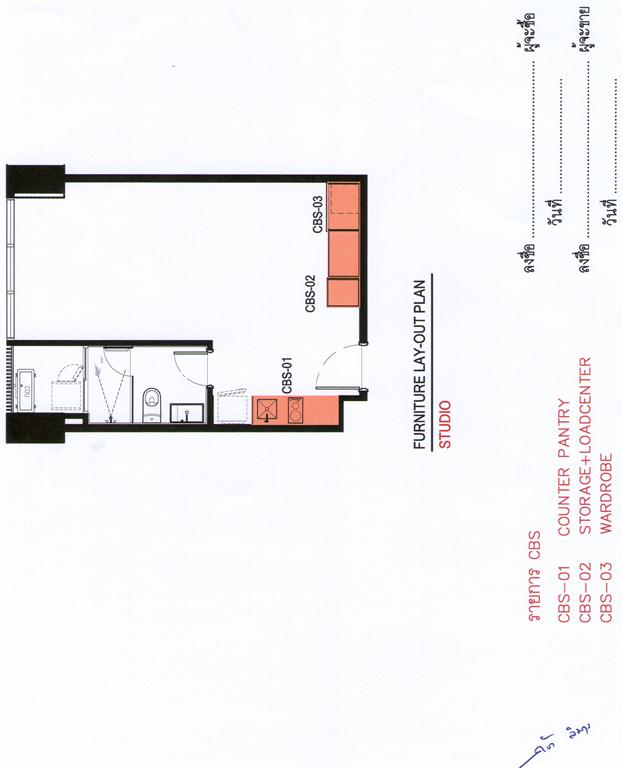 CBS-03
CBS-02
CBS-01
FURNITURE LAY-OUT PLAN
STUDIO
รายการ CBS
CBS-01 COUNTER PANTRY
CBS-02 STORAGE+LOADCENTER
CBS-03 WARDROBE
ลงชื่อ ........................................ ผู้จะซื้อ
วันที่ ..............................
ลงชื่อ ........................................ ผู้จะขาย
วันที่ ..............................